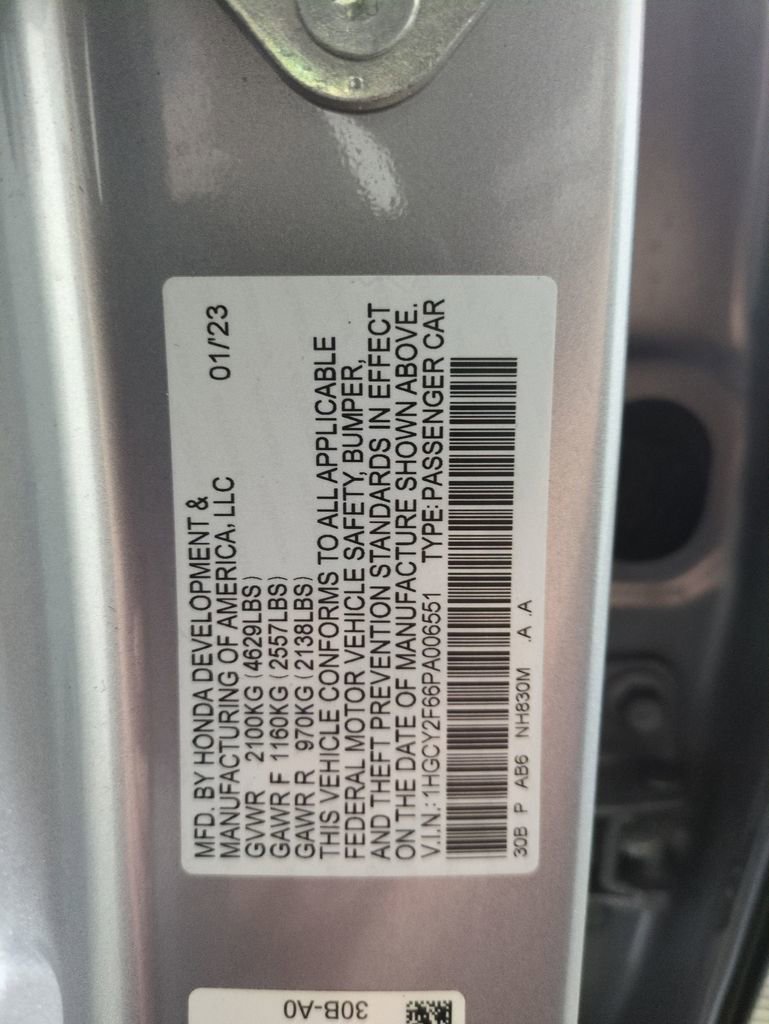 MFD. BY HONDA DEVELOPMENT &
MANUFACTURING OF AMERICA, LLC 01/'23
GVWR 2100KG (4629LBS)
GAWR F 1160KG (2557LBS)
GAWR R 970KG (2138LBS)
THIS VEHICLE CONFORMS TO ALL APPLICABLE
FEDERAL MOTOR VEHICLE SAFETY, BUMPER,
AND THEFT PREVENTION STANDARDS IN EFFECT
ON THE DATE OF MANUFACTURE SHOWN ABOVE.
V.I.N.: 1HGCY2F66PA006551 TYPE: PASSENGER CAR
30B P AB6 NH830M .A .A
30B-A0